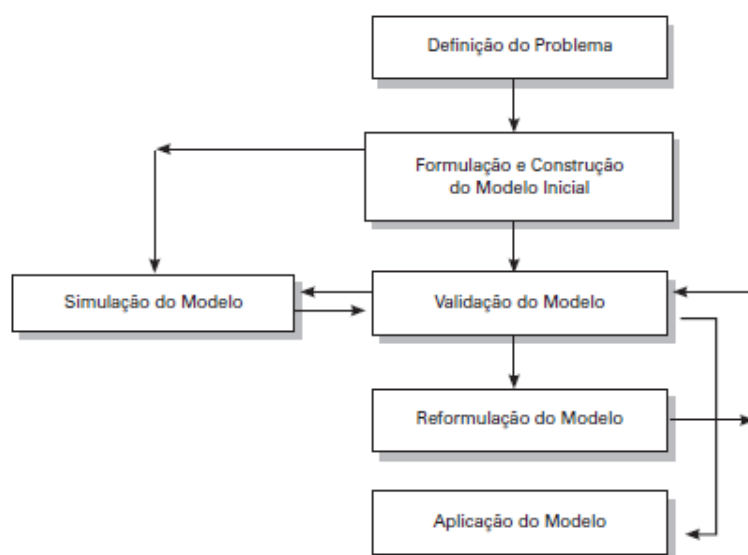 Definição do Problema
Formulação e Construção
do Modelo Inicial
Simulação do Modelo
Validação do Modelo
Reformulação do Modelo
Aplicação do Modelo